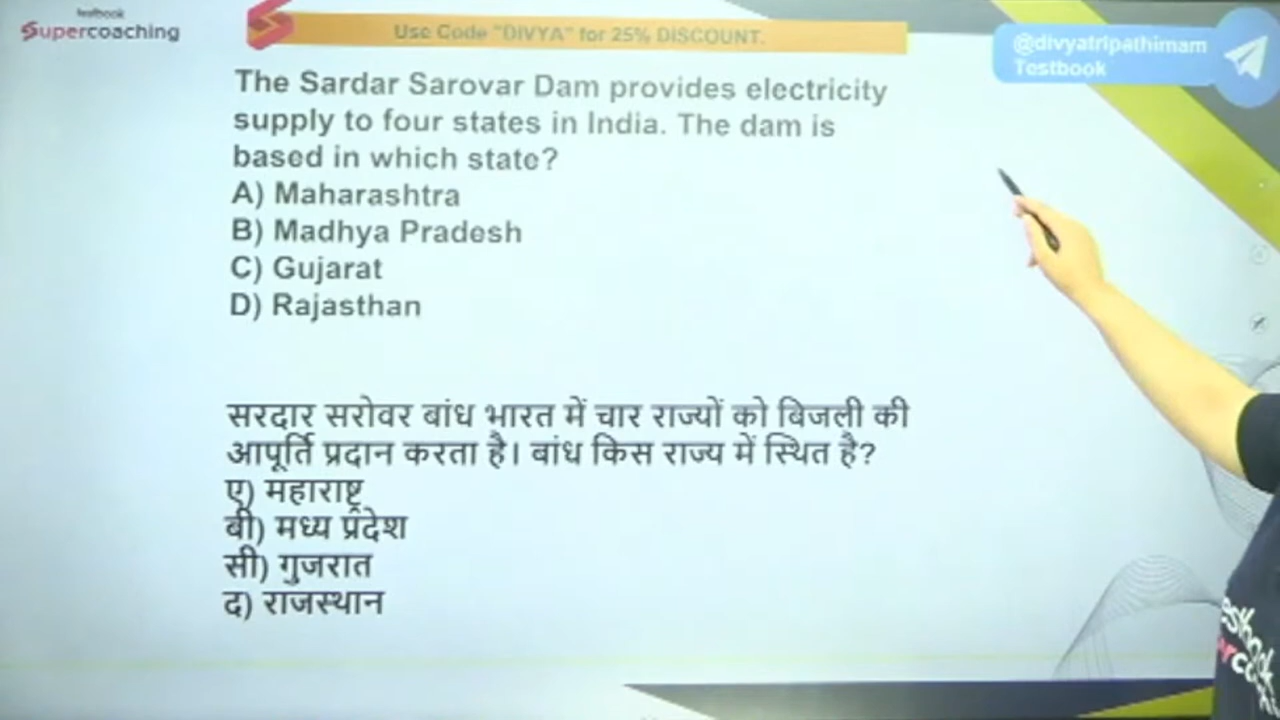 testbook
Supercoaching
Use Code "DIVYA" for 25% DISCOUNT.
@divyatripathimam
Testbook
The Sardar Sarovar Dam provides electricity
supply to four states in India. The dam is
based in which state?
A) Maharashtra
B) Madhya Pradesh
C) Gujarat
D) Rajasthan
सरदार सरोवर बांध भारत में चार राज्यों को बिजली की
आपूर्ति प्रदान करता है। बांध किस राज्य में स्थित है?
ए) महाराष्ट्र
बी) मध्य प्रदेश
सी) गुजरात
द) राजस्थान